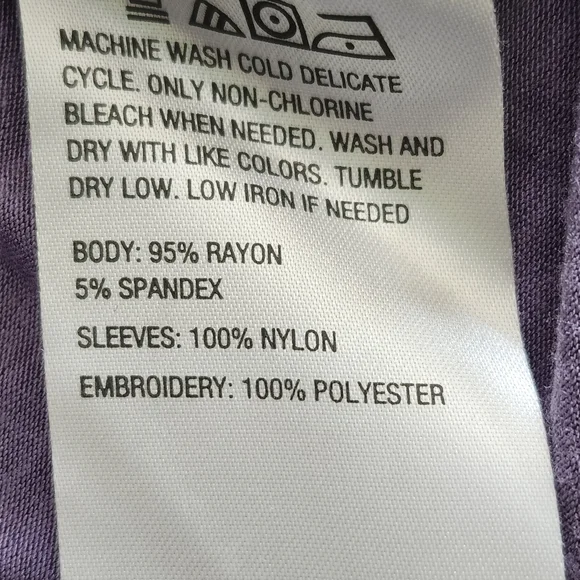 MACHINE WASH COLD DELICATE
CYCLE. ONLY NON-CHLORINE
BLEACH WHEN NEEDED. WASH AND
DRY WITH LIKE COLORS. TUMBLE
DRY LOW. LOW IRON IF NEEDED
BODY: 95% RAYON
5% SPANDEX
SLEEVES: 100% NYLON
EMBROIDERY: 100% POLYESTER